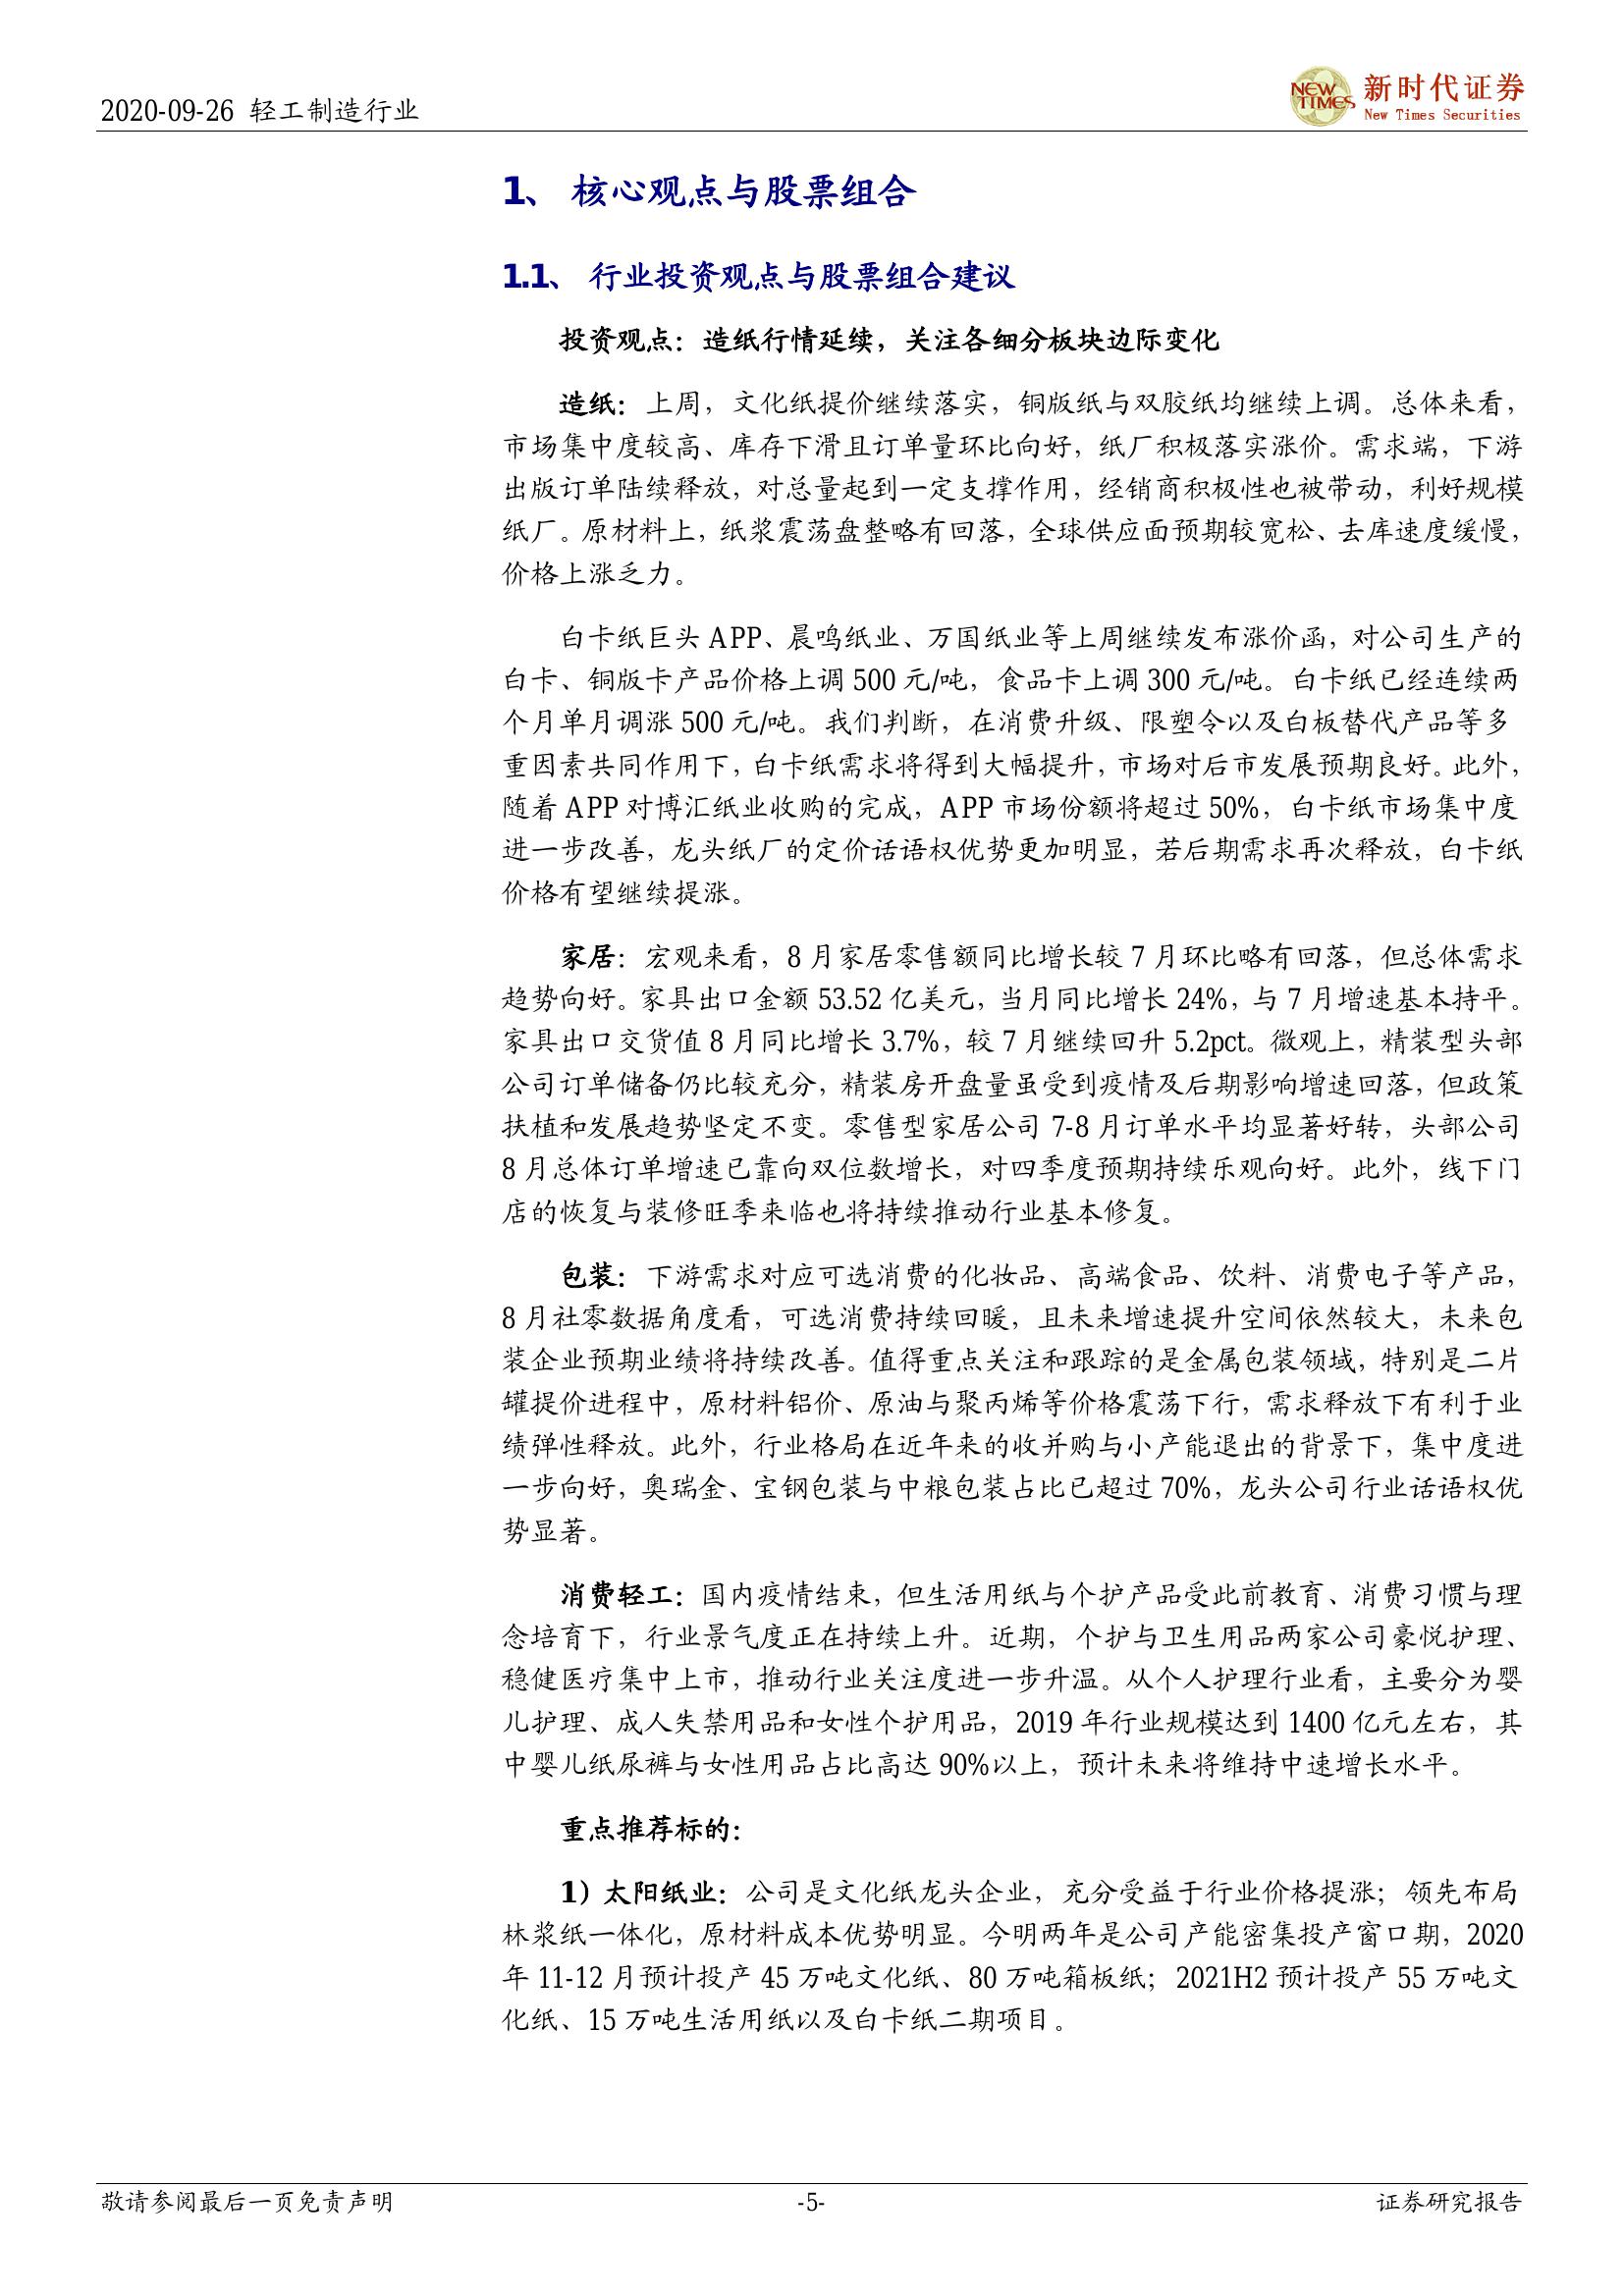 2020-09-26 轻工制造行业
NEW TIMES 新时代证券
New Times Securities
1、 核心观点与股票组合
1.1、 行业投资观点与股票组合建议
投资观点：造纸行情延续，关注各细分板块边际变化
造纸：上周，文化纸提价继续落实，铜版纸与双胶纸均继续上调。总体来看，
市场集中度较高、库存下滑且订单量环比向好，纸厂积极落实涨价。需求端，下游
出版订单陆续释放，对总量起到一定支撑作用，经销商积极性也被带动，利好规模
纸厂。原材料上，纸浆震荡盘整略有回落，全球供应面预期较宽松、去库速度缓慢，
价格上涨乏力。
白卡纸巨头 APP、晨鸣纸业、万国纸业等上周继续发布涨价函，对公司生产的
白卡、铜版卡产品价格上调 500 元/吨，食品卡上调 300 元/吨。白卡纸已经连续两
个月单月调涨 500 元/吨。我们判断，在消费升级、限塑令以及白板替代产品等多
重因素共同作用下，白卡纸需求将得到大幅提升，市场对后市发展预期良好。此外，
随着 APP 对博汇纸业收购的完成，APP 市场份额将超过 50%，白卡纸市场集中度
进一步改善，龙头纸厂的定价话语权优势更加明显，若后期需求再次释放，白卡纸
价格有望继续提涨。
家居：宏观来看，8 月家居零售额同比增长较 7 月环比略有回落，但总体需求
趋势向好。家具出口金额 53.52 亿美元，当月同比增长 24%，与 7 月增速基本持平。
家具出口交货值 8 月同比增长 3.7%，较 7 月继续回升 5.2pct。微观上，精装型头部
公司订单储备仍比较充分，精装房开盘量虽受到疫情及后期影响增速回落，但政策
扶植和发展趋势坚定不变。零售型家居公司 7-8 月订单水平均显著好转，头部公司
8 月总体订单增速已靠向双位数增长，对四季度预期持续乐观向好。此外，线下门
店的恢复与装修旺季来临也将持续推动行业基本修复。
包装：下游需求对应可选消费的化妆品、高端食品、饮料、消费电子等产品，
8 月社零数据角度看，可选消费持续回暖，且未来增速提升空间依然较大，未来包
装企业预期业绩将持续改善。值得重点关注和跟踪的是金属包装领域，特别是二片
罐提价进程中，原材料铝价、原油与聚丙烯等价格震荡下行，需求释放下有利于业
绩弹性释放。此外，行业格局在近年来的收并购与小产能退出的背景下，集中度进
一步向好，奥瑞金、宝钢包装与中粮包装占比已超过 70%，龙头公司行业话语权优
势显著。
消费轻工：国内疫情结束，但生活用纸与个护产品受此前教育、消费习惯与理
念培育下，行业景气度正在持续上升。近期，个护与卫生用品两家公司豪悦护理、
稳健医疗集中上市，推动行业关注度进一步升温。从个人护理行业看，主要分为婴
儿护理、成人失禁用品和女性个护用品，2019 年行业规模达到 1400 亿元左右，其
中婴儿纸尿裤与女性用品占比高达 90%以上，预计未来将维持中速增长水平。
重点推荐标的：
1）太阳纸业：公司是文化纸龙头企业，充分受益于行业价格提涨；领先布局
林浆纸一体化，原材料成本优势明显。今明两年是公司产能密集投产窗口期，2020
年 11-12 月预计投产 45 万吨文化纸、80 万吨箱板纸；2021H2 预计投产 55 万吨文
化纸、15 万吨生活用纸以及白卡纸二期项目。
敬请参阅最后一页免责声明 -5- 证券研究报告